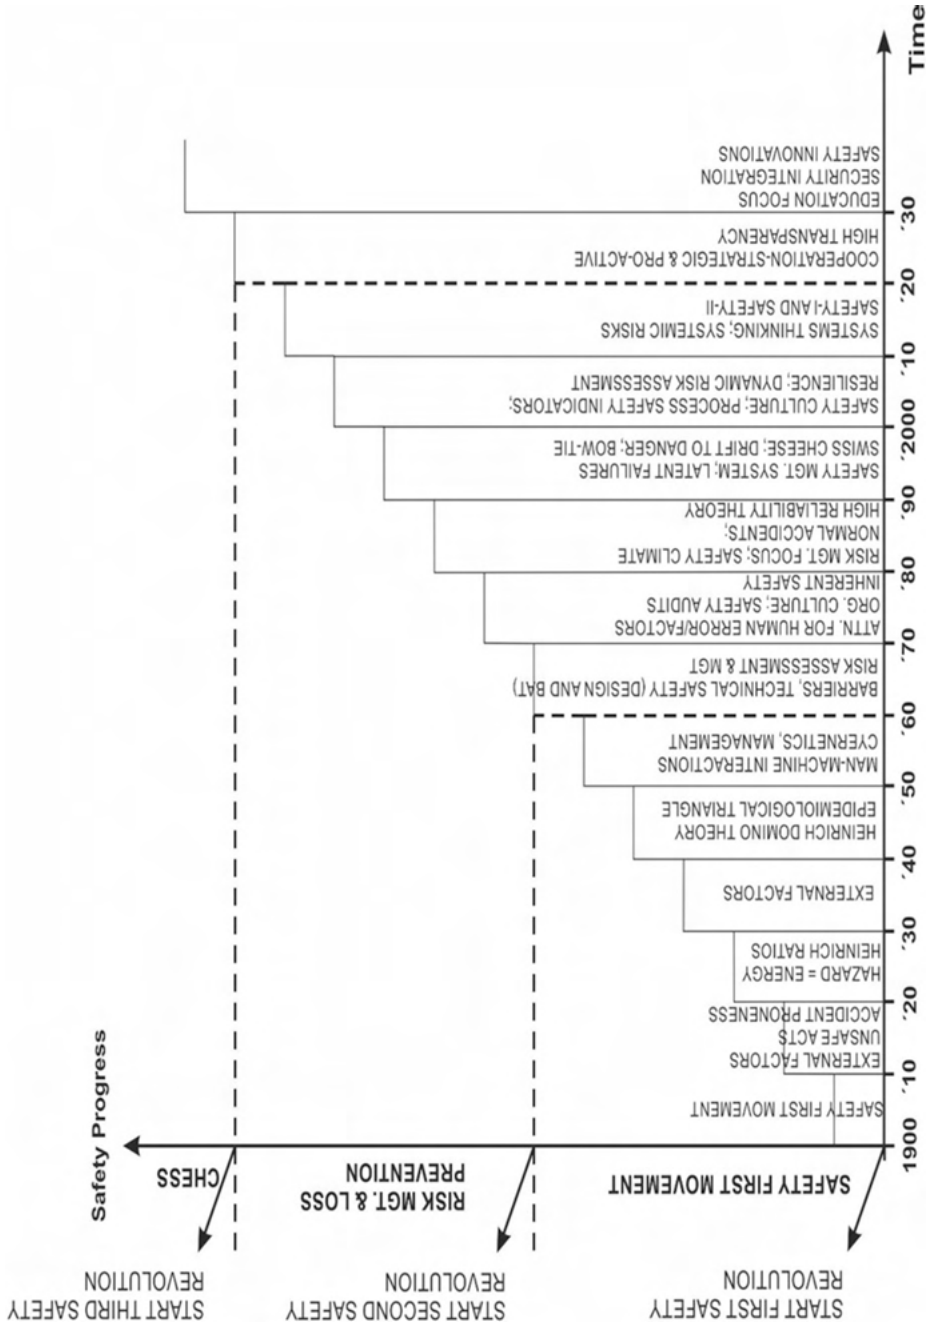 Safety Progress
Time
START FIRST SAFETY
REVOLUTION
START SECOND SAFETY
REVOLUTION
START THIRD SAFETY
REVOLUTION
SAFETY FIRST MOVEMENT
RISK MGT. & LOSS
PREVENTION
CHESS
1900
SAFETY FIRST MOVEMENT
'10
EXTERNAL FACTORS
UNSAFE ACTS
ACCIDENT PRONENESS
'20
HAZARD = ENERGY
HEINRICH RATIOS
'30
EXTERNAL FACTORS
'40
HEINRICH DOMINO THEORY
EPIDEMIOLOGICAL TRIANGLE
'50
MAN-MACHINE INTERACTIONS
CYERNETICS, MANAGEMENT
'60
BARRIERS, TECHNICAL SAFETY (DESIGN AND BAT)
RISK ASSESSMENT & MGT
'70
ATTN. FOR HUMAN ERROR/FACTORS
ORG. CULTURE; SAFETY AUDITS
INHERENT SAFETY
'80
RISK MGT. FOCUS; SAFETY CLIMATE
NORMAL ACCIDENTS;
HIGH RELIABILITY THEORY
'90
SAFETY MGT. SYSTEM; LATENT FAILURES
SWISS CHEESE; DRIFT TO DANGER; BOW-TIE
'2000
SAFETY CULTURE; PROCESS SAFETY INDICATORS;
RESILIENCE; DYNAMIC RISK ASSESSMENT
'10
SYSTEMS THINKING; SYSTEMIC RISKS
SAFETY-I AND SAFETY-II
'20
COOPERATION-STRATEGIC & PRO-ACTIVE
HIGH TRANSPARENCY
'30
EDUCATION FOCUS
SECURITY INTEGRATION
SAFETY INNOVATIONS